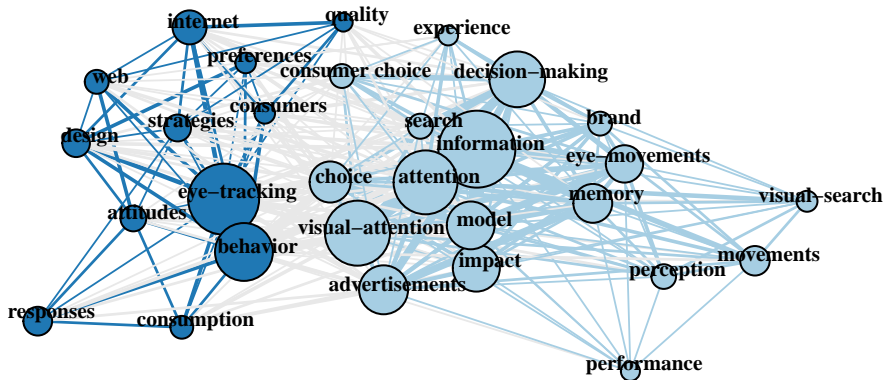 internet
quality
experience
web
preferences
consumer choice
decision−making
design
strategies
consumers
search
information
brand
eye−tracking
choice
attention
eye−movements
memory
visual−search
attitudes
behavior
visual−attention
model
movements
advertisements
impact
perception
responses
consumption
performance